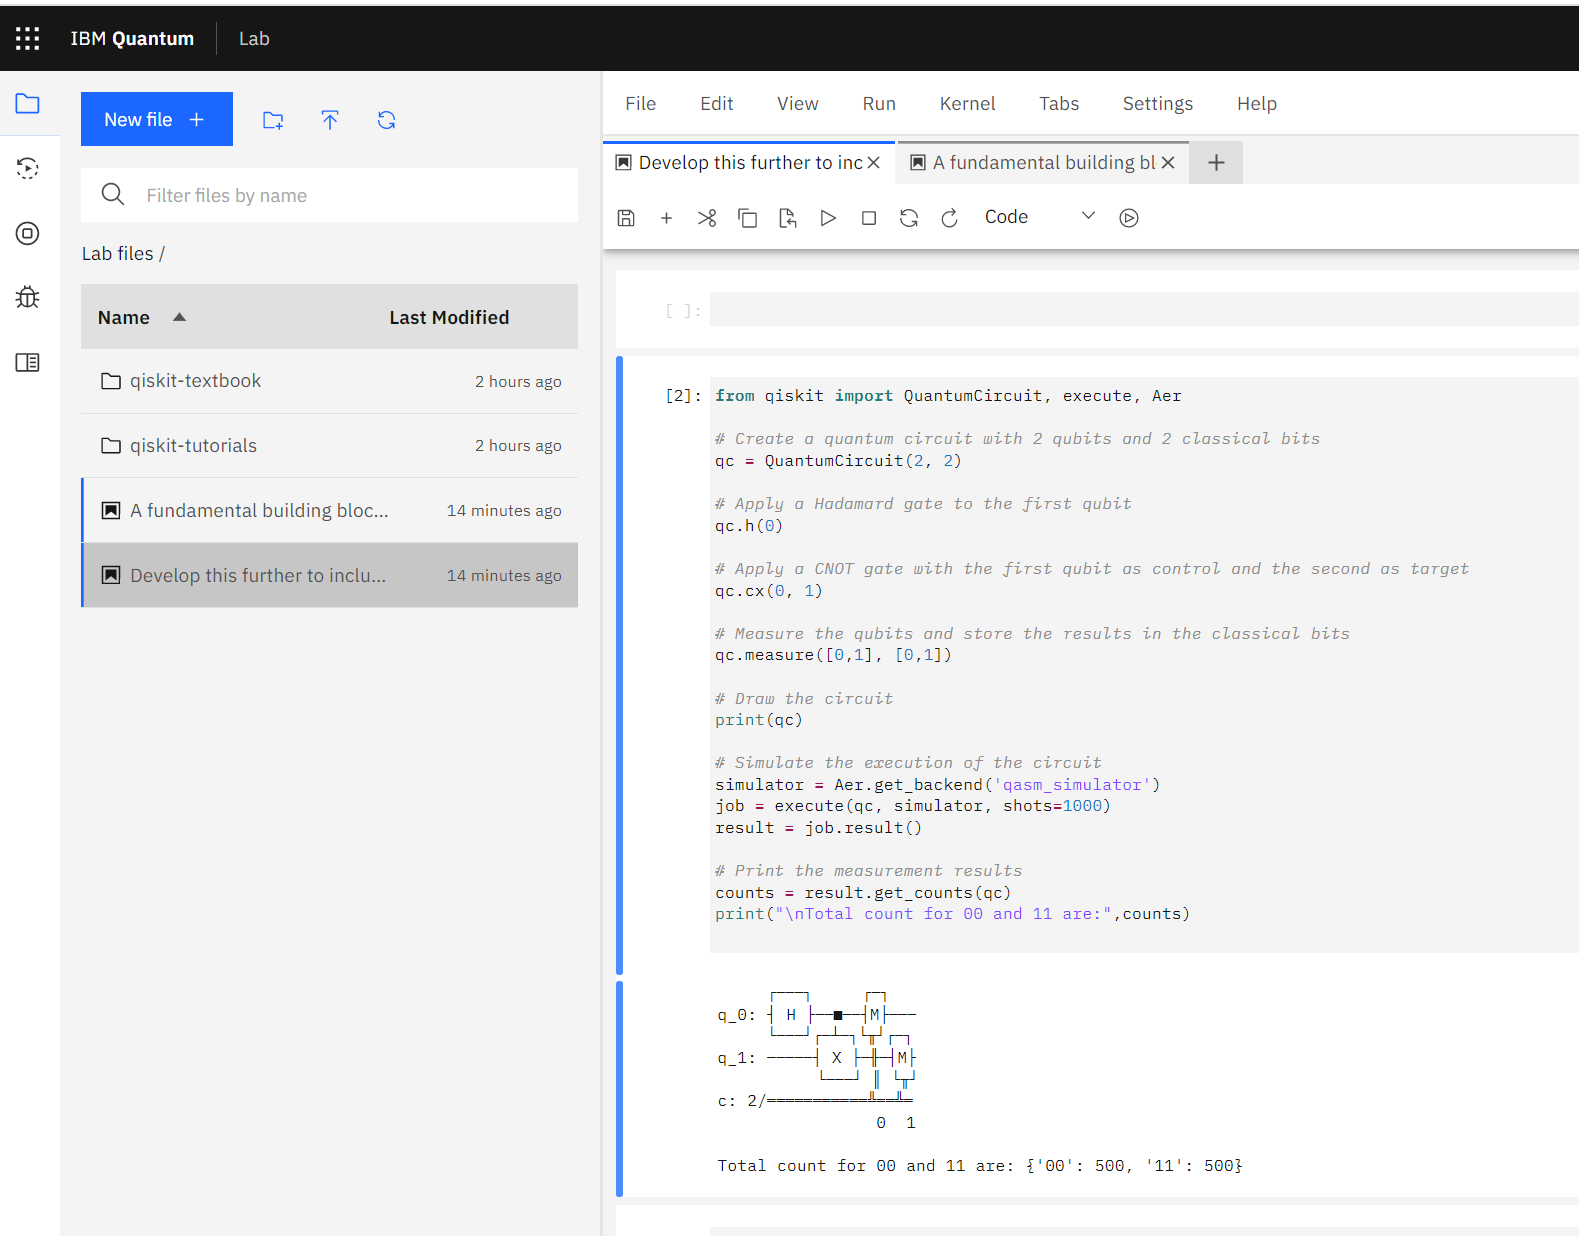 IBM Quantum Lab
New file +
Filter files by name
Lab files /
Name Last Modified
qiskit-textbook 2 hours ago
qiskit-tutorials 2 hours ago
A fundamental building bloc... 14 minutes ago
Develop this further to inclu... 14 minutes ago
File Edit View Run Kernel Tabs Settings Help
Develop this further to inc A fundamental building bl
Code
[ ]:
[2]: from qiskit import QuantumCircuit, execute, Aer
# Create a quantum circuit with 2 qubits and 2 classical bits
qc = QuantumCircuit(2, 2)
# Apply a Hadamard gate to the first qubit
qc.h(0)
# Apply a CNOT gate with the first qubit as control and the second as target
qc.cx(0, 1)
# Measure the qubits and store the results in the classical bits
qc.measure([0,1], [0,1])
# Draw the circuit
print(qc)
# Simulate the execution of the circuit
simulator = Aer.get_backend('qasm_simulator')
job = execute(qc, simulator, shots=1000)
result = job.result()
# Print the measurement results
counts = result.get_counts(qc)
print("\nTotal count for 00 and 11 are:",counts)
q_0: ┤ H ├──■──┤M├───
q_1: ─────┤ X ├─╫─┤M├
c: 2/═══════════╩══╩═
0 1
Total count for 00 and 11 are: {'00': 500, '11': 500}